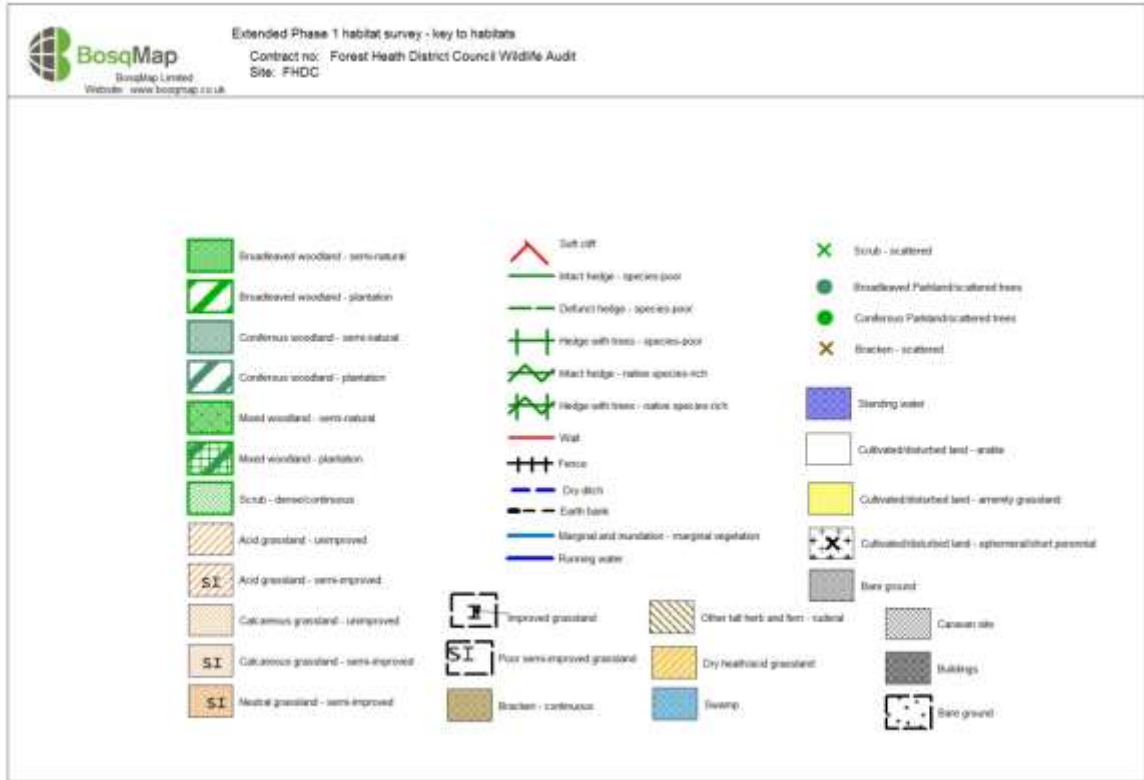 BosqMap
BosqMap Limited
Website: www.bosqmap.co.uk
Extended Phase 1 habitat survey - key to habitats
Contract no: Forest Heath District Council Wildlife Audit
Site: FHDC
Broadleaved woodland - semi-natural
Broadleaved woodland - plantation
Coniferous woodland - semi-natural
Coniferous woodland - plantation
Mixed woodland - semi-natural
Mixed woodland - plantation
Scrub - dense/continuous
Acid grassland - unimproved
SI Acid grassland - semi-improved
Calcareous grassland - unimproved
SI Calcareous grassland - semi-improved
SI Neutral grassland - semi-improved
Soft cliff
Intact hedge - species-poor
Defunct hedge - species-poor
Hedge with trees - species-poor
Intact hedge - native species-rich
Hedge with trees - native species-rich
Wall
Fence
Dry ditch
Earth bank
Marginal and inundation - marginal vegetation
Running water
I Improved grassland
SI Poor semi-improved grassland
Bracken - continuous
Other tall herb and fern - ruderal
Dry heath/acid grassland
Swamp
Scrub - scattered
Broadleaved Parkland/scattered trees
Coniferous Parkland/scattered trees
Bracken - scattered
Standing water
Cultivated/disturbed land - arable
Cultivated/disturbed land - amenity grassland
Cultivated/disturbed land - ephemeral/short perennial
Bare ground
Caravan site
Buildings
Bare ground